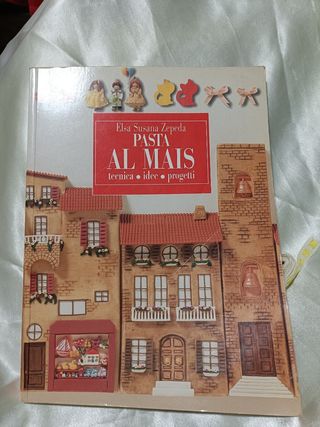 Elsa Susana Zepeda
PASTA
AL MAIS
tecnica • idee • progetti